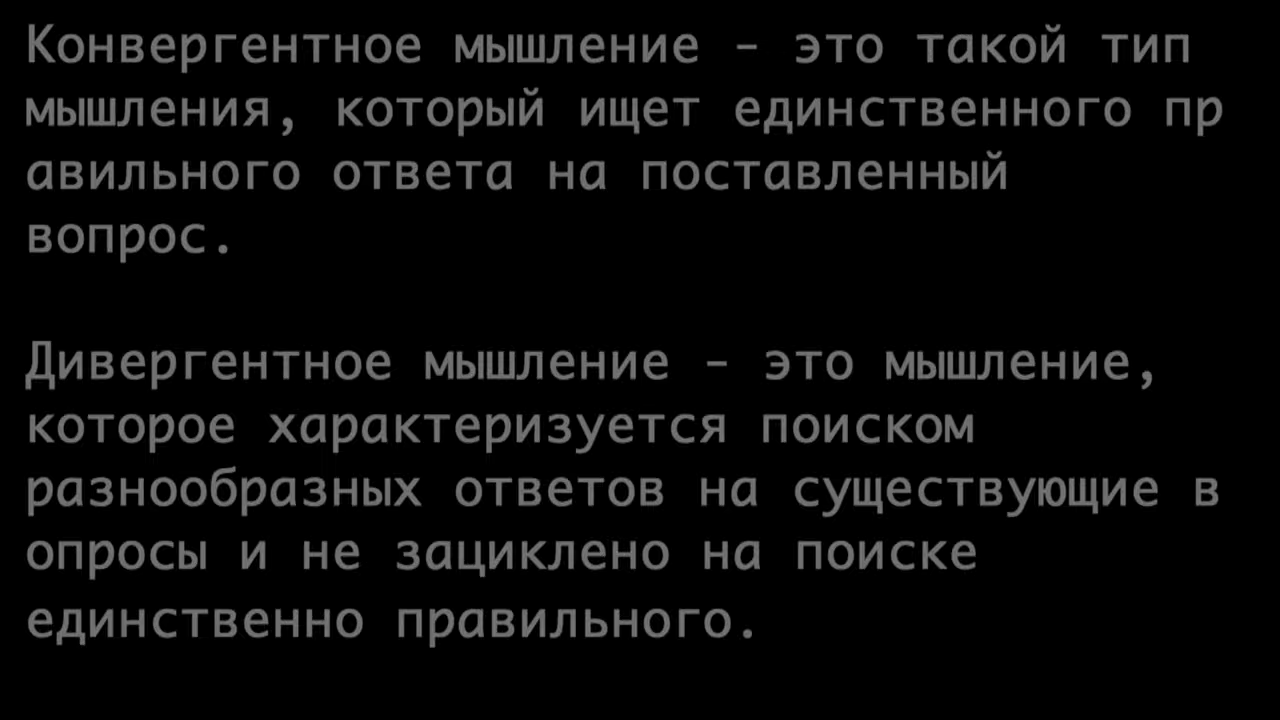 Конвергентное мышление - это такой тип
мышления, который ищет единственного пр
авильного ответа на поставленный
вопрос.
Дивергентное мышление - это мышление,
которое характеризуется поиском
разнообразных ответов на существующие в
опросы и не зациклено на поиске
единственно правильного.